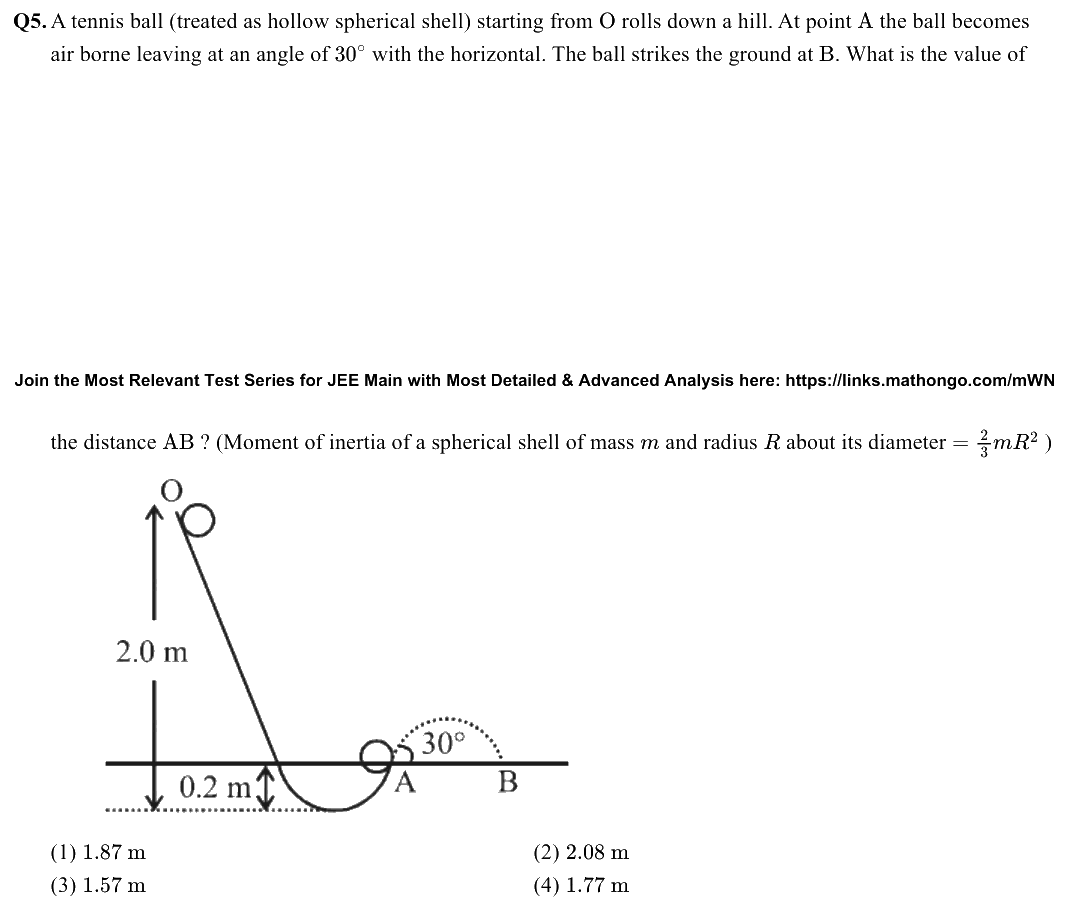 Q5. A tennis ball (treated as hollow spherical shell) starting from O rolls down a hill. At point A the ball becomes
air borne leaving at an angle of 30° with the horizontal. The ball strikes the ground at B. What is the value of
Join the Most Relevant Test Series for JEE Main with Most Detailed & Advanced Analysis here: https://links.mathongo.com/mWN
the distance AB ? (Moment of inertia of a spherical shell of mass m and radius R about its diameter = 2/3 mR² )
O
2.0 m
30°
0.2 m
A
B
(1) 1.87 m
(2) 2.08 m
(3) 1.57 m
(4) 1.77 m